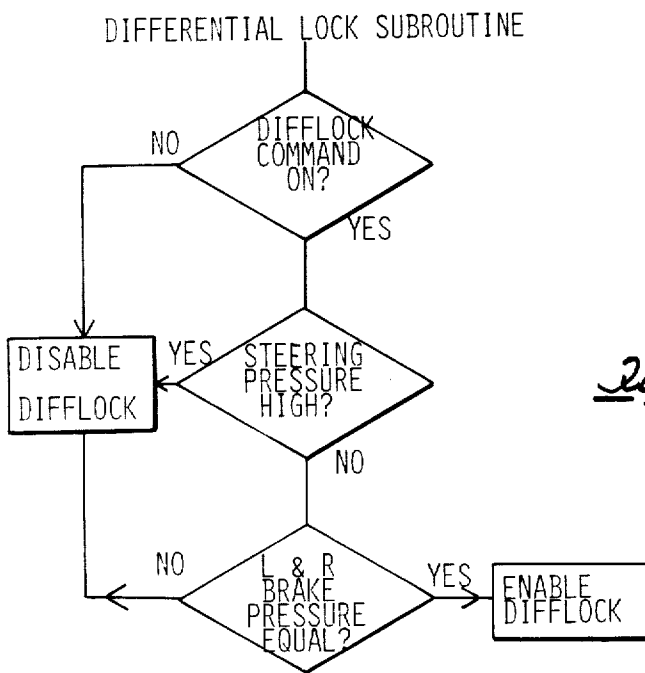 DIFFERENTIAL LOCK SUBROUTINE
DIFFLOCK
COMMAND
ON?
NO
YES
DISABLE
DIFFLOCK
YES
STEERING
PRESSURE
HIGH?
NO
NO
L & R
BRAKE
PRESSURE
EQUAL?
YES
ENABLE
DIFFLOCK